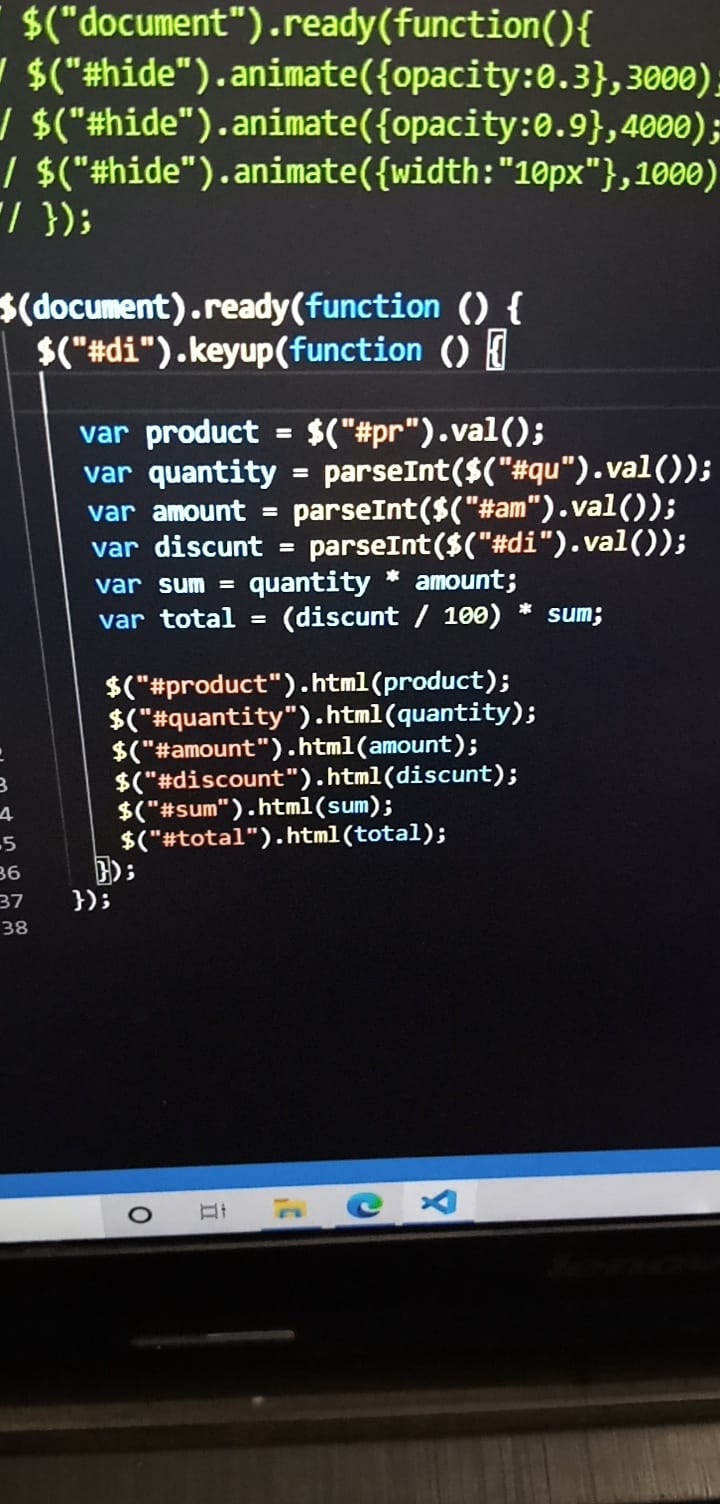 / $("document").ready(function(){
/ $("#hide").animate({opacity:0.3},3000);
/ $("#hide").animate({opacity:0.9},4000);
/ $("#hide").animate({width:"10px"},1000)
// });
$(document).ready(function () {
$("#di").keyup(function () {
var product = $("#pr").val();
var quantity = parseInt($("#qu").val());
var amount = parseInt($("#am").val());
var discunt = parseInt($("#di").val());
var sum = quantity * amount;
var total = (discunt / 100) * sum;
$("#product").html(product);
$("#quantity").html(quantity);
2 $("#amount").html(amount);
3 $("#discount").html(discunt);
4 $("#sum").html(sum);
5 $("#total").html(total);
36 });
37 });
38
lenovo